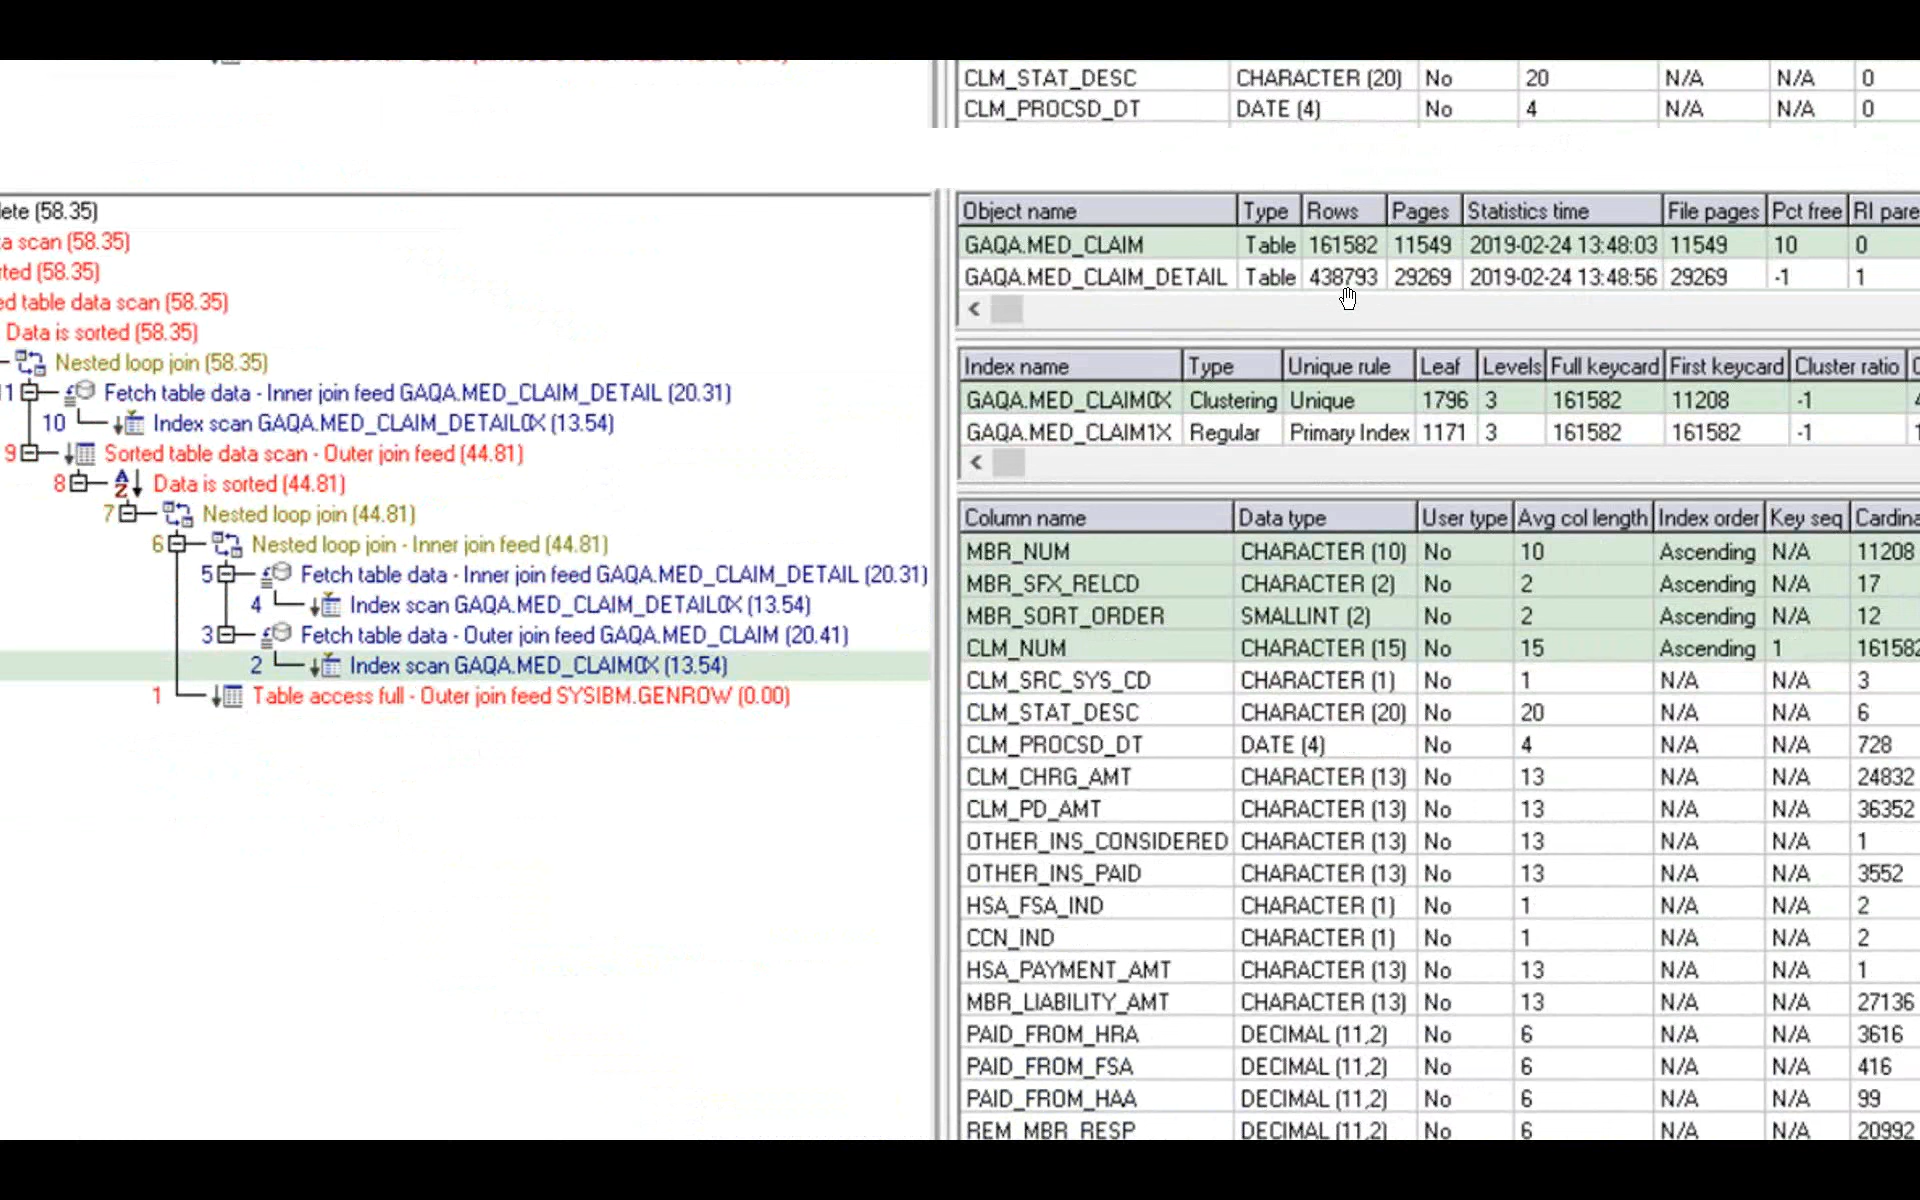 CLM_STAT_DESC CHARACTER (20) No 20 N/A N/A 0
CLM_PROCSD_DT DATE (4) No 4 N/A N/A 0
ete (58.35)
a scan (58.35)
rted (58.35)
ed table data scan (58.35)
Data is sorted (58.35)
Nested loop join (58.35)
11 Fetch table data - Inner join feed GAQA.MED_CLAIM_DETAIL (20.31)
10 Index scan GAQA.MED_CLAIM_DETAIL0X (13.54)
9 Sorted table data scan - Outer join feed (44.81)
8 Data is sorted (44.81)
7 Nested loop join (44.81)
6 Nested loop join - Inner join feed (44.81)
5 Fetch table data - Inner join feed GAQA.MED_CLAIM_DETAIL (20.31)
4 Index scan GAQA.MED_CLAIM_DETAIL0X (13.54)
3 Fetch table data - Outer join feed GAQA.MED_CLAIM (20.41)
2 Index scan GAQA.MED_CLAIM0X (13.54)
1 Table access full - Outer join feed SYSIBM.GENROW (0.00)
Object name Type Rows Pages Statistics time File pages Pct free RI pare
GAQA.MED_CLAIM Table 161582 11549 2019-02-24 13:48:03 11549 10 0
GAQA.MED_CLAIM_DETAIL Table 438793 29269 2019-02-24 13:48:56 29269 -1 1
Index name Type Unique rule Leaf Levels Full keycard First keycard Cluster ratio
GAQA.MED_CLAIM0X Clustering Unique 1796 3 161582 11208 -1
GAQA.MED_CLAIM1X Regular Primary Index 1171 3 161582 161582 -1
Column name Data type User type Avg col length Index order Key seq Cardina
MBR_NUM CHARACTER (10) No 10 Ascending N/A 11208
MBR_SFX_RELCD CHARACTER (2) No 2 Ascending N/A 17
MBR_SORT_ORDER SMALLINT (2) No 2 Ascending N/A 12
CLM_NUM CHARACTER (15) No 15 Ascending 1 161582
CLM_SRC_SYS_CD CHARACTER (1) No 1 N/A N/A 3
CLM_STAT_DESC CHARACTER (20) No 20 N/A N/A 6
CLM_PROCSD_DT DATE (4) No 4 N/A N/A 728
CLM_CHRG_AMT CHARACTER (13) No 13 N/A N/A 24832
CLM_PD_AMT CHARACTER (13) No 13 N/A N/A 36352
OTHER_INS_CONSIDERED CHARACTER (13) No 13 N/A N/A 1
OTHER_INS_PAID CHARACTER (13) No 13 N/A N/A 3552
HSA_FSA_IND CHARACTER (1) No 1 N/A N/A 2
CCN_IND CHARACTER (1) No 1 N/A N/A 2
HSA_PAYMENT_AMT CHARACTER (13) No 13 N/A N/A 1
MBR_LIABILITY_AMT CHARACTER (13) No 13 N/A N/A 27136
PAID_FROM_HRA DECIMAL (11,2) No 6 N/A N/A 3616
PAID_FROM_FSA DECIMAL (11,2) No 6 N/A N/A 416
PAID_FROM_HAA DECIMAL (11,2) No 6 N/A N/A 99
REM_MBR_RESP DECIMAL (11,2) No 6 N/A N/A 20992